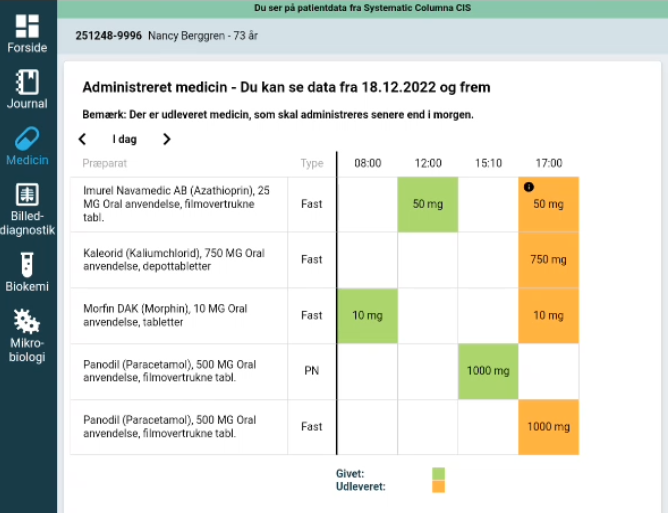 Du ser på patientdata fra Systematic Columna CIS
Forside
Journal
Medicin
Billed-
diagnostik
Biokemi
Mikro-
biologi
251248-9996 Nancy Berggren - 73 år
Administreret medicin - Du kan se data fra 18.12.2022 og frem
Bemærk: Der er udleveret medicin, som skal administreres senere end i morgen.
I dag
Præparat Type 08:00 12:00 15:10 17:00
Imurel Navamedic AB (Azathioprin), 25
MG Oral anvendelse, filmovertrukne
tabl.
Fast 50 mg 50 mg
Kaleorid (Kaliumchlorid), 750 MG Oral
anvendelse, depottabletter
Fast 750 mg
Morfin DAK (Morphin), 10 MG Oral
anvendelse, tabletter
Fast 10 mg 10 mg
Panodil (Paracetamol), 500 MG Oral
anvendelse, filmovertrukne tabl.
PN 1000 mg
Panodil (Paracetamol), 500 MG Oral
anvendelse, filmovertrukne tabl.
Fast 1000 mg
Givet:
Udleveret: